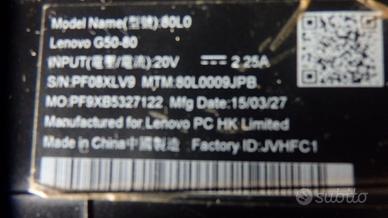 Model Name(型號):80L0
Lenovo G50-80
INPUT(電壓/電流):20V ⎓ 2.25A
S/N:PF08XLV9 MTM:80L0009JPB
MO:PF9XB5327122 Mfg Date:15/03/27
Manufactured for Lenovo PC HK Limited
Made in China中國製造 Factory ID:JVHFC1
subito